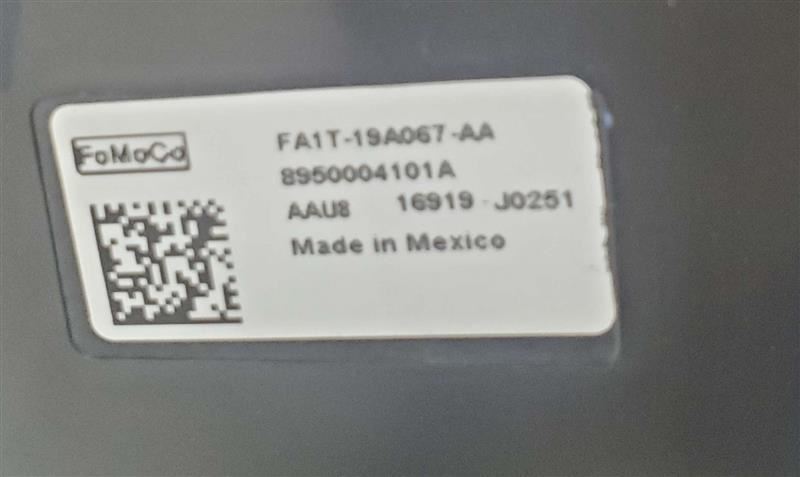 FoMoCo
FA1T-19A067-AA
8950004101A
AAU8 16919 J0251
Made in Mexico